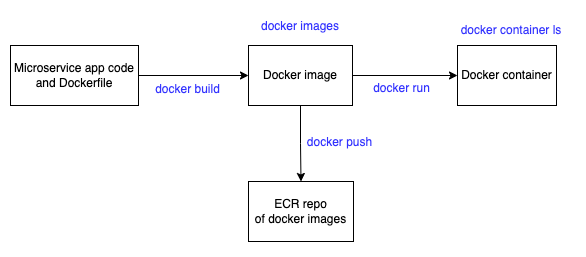 docker images
docker container ls
Microservice app code
and Dockerfile
docker build
Docker image
docker run
Docker container
docker push
ECR repo
of docker images